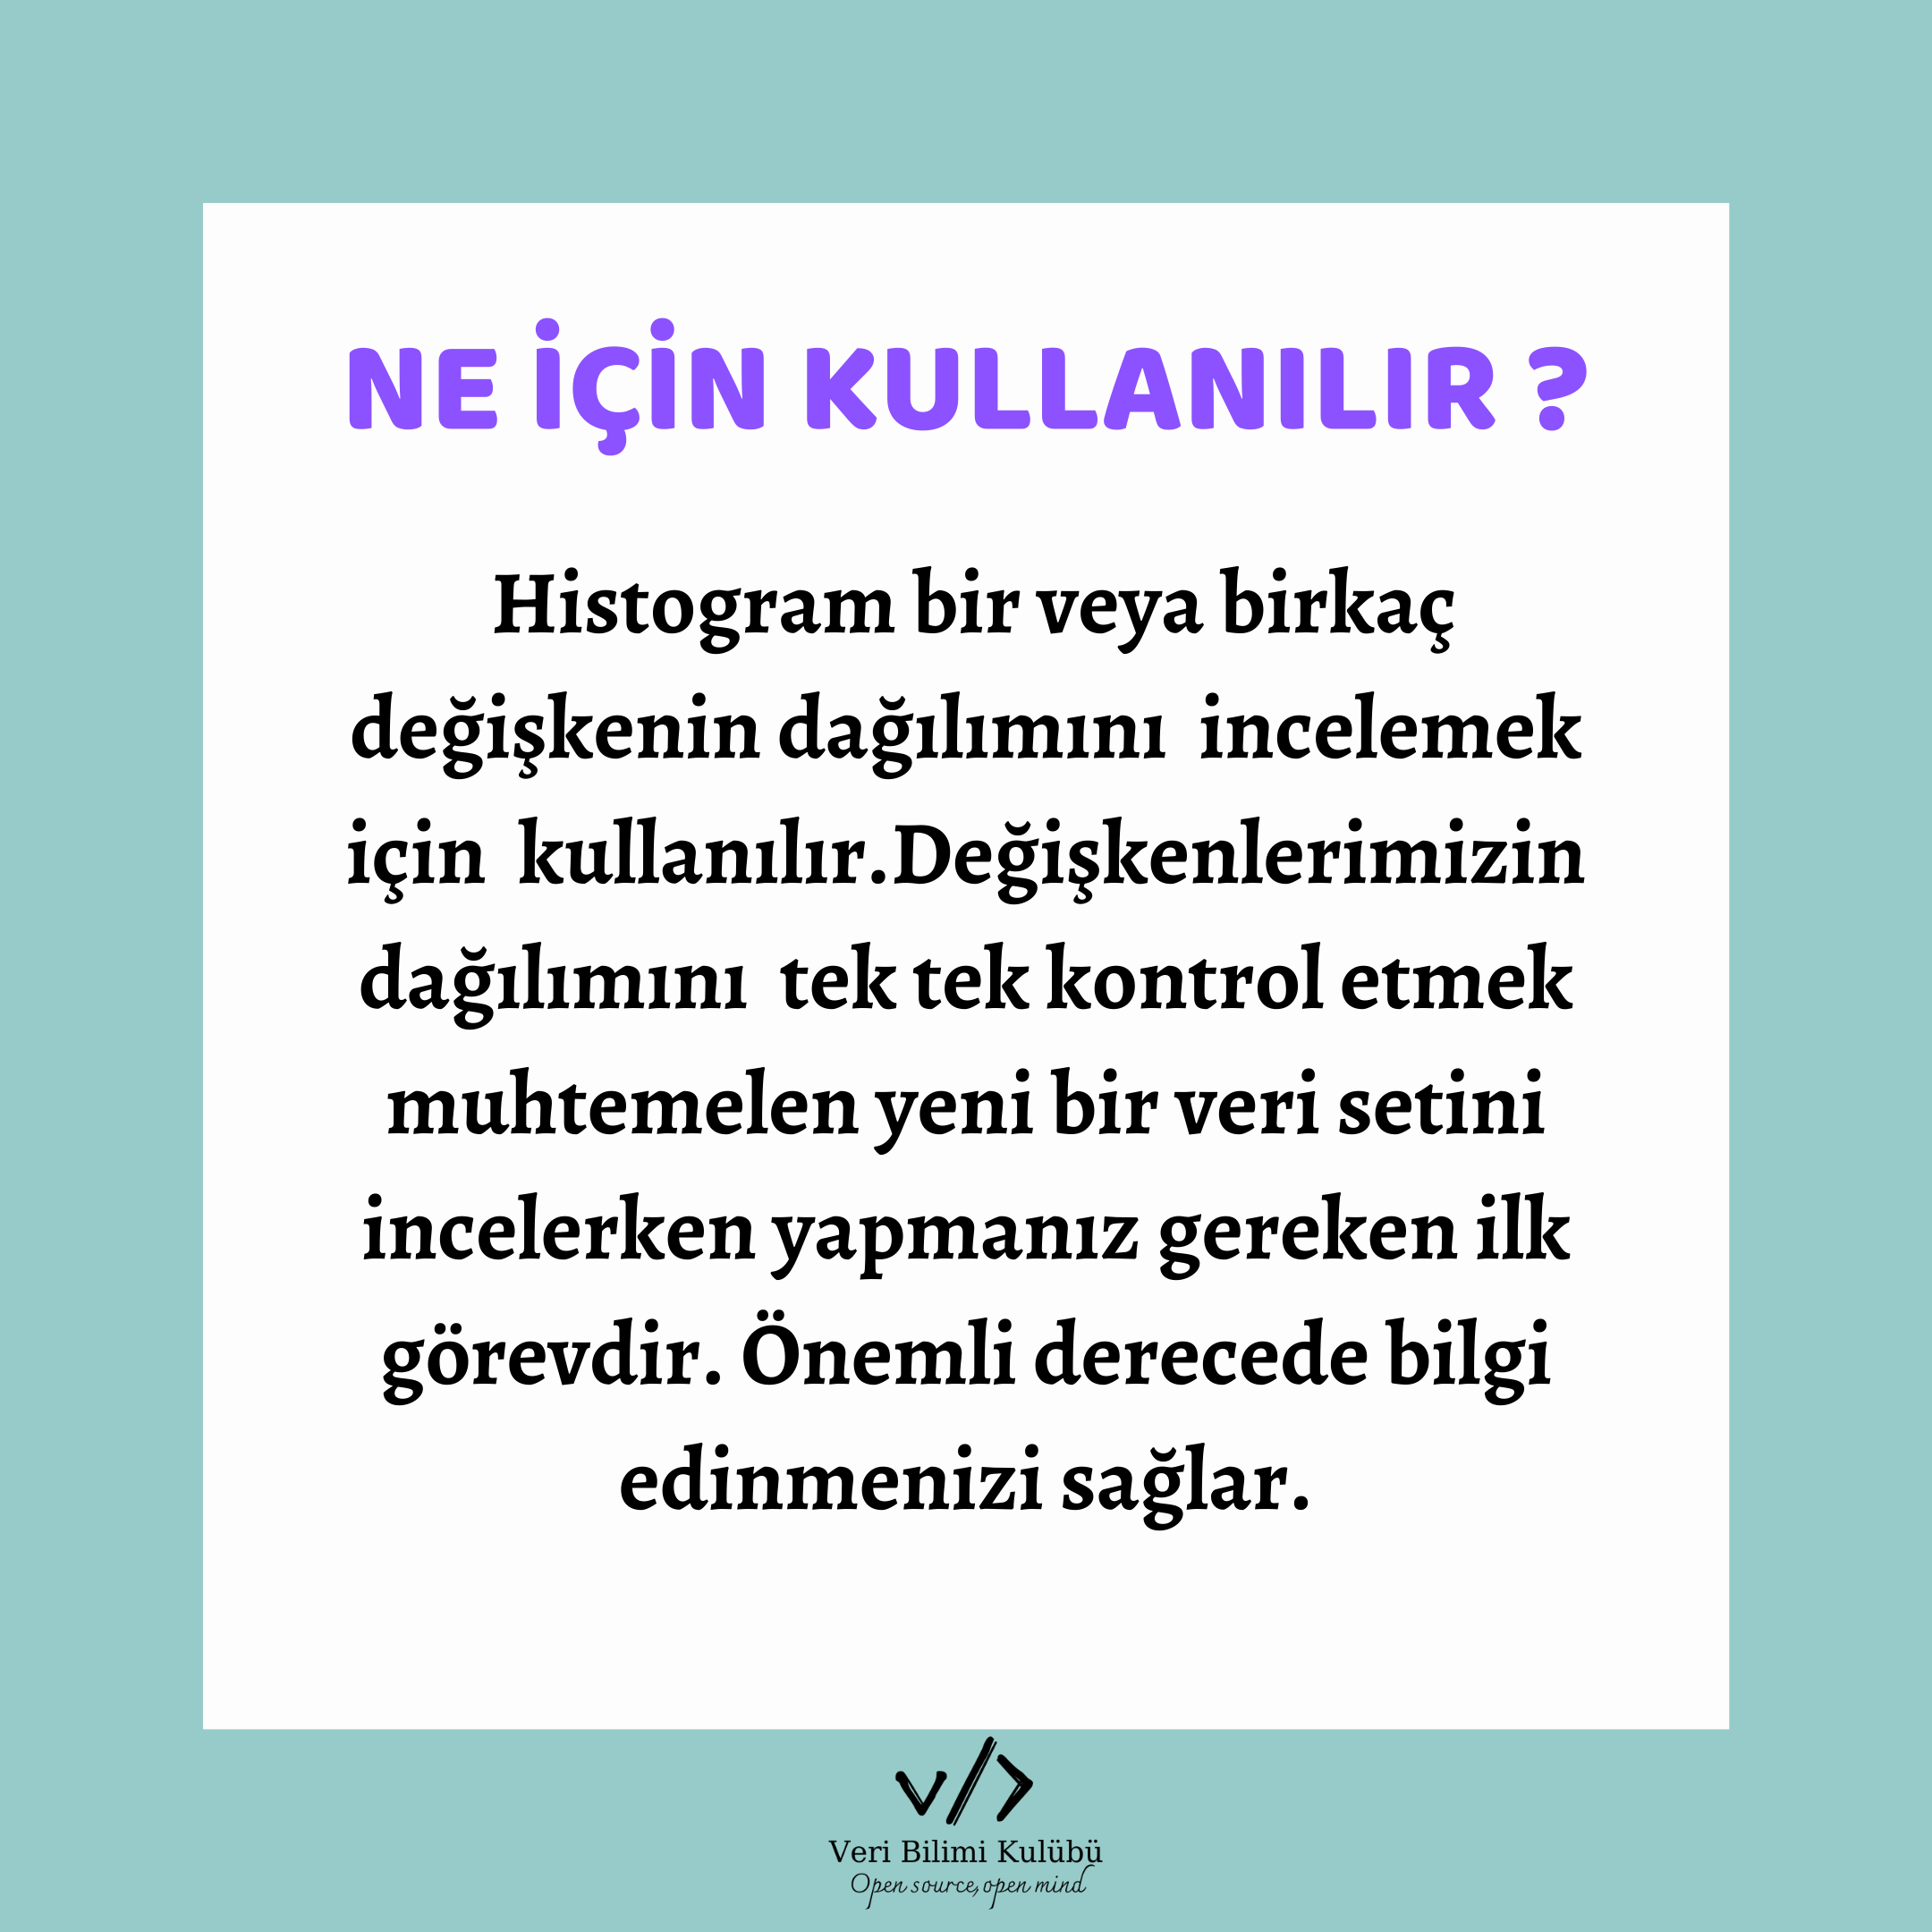 NE İÇİN KULLANILIR ?
Histogram bir veya birkaç
değişkenin dağılımını incelemek
için kullanılır.Değişkenlerimizin
dağılımını tek tek kontrol etmek
muhtemelen yeni bir veri setini
incelerken yapmanız gereken ilk
görevdir. Önemli derecede bilgi
edinmenizi sağlar.
v/>
Veri Bilimi Kulübü
Open source, open mind